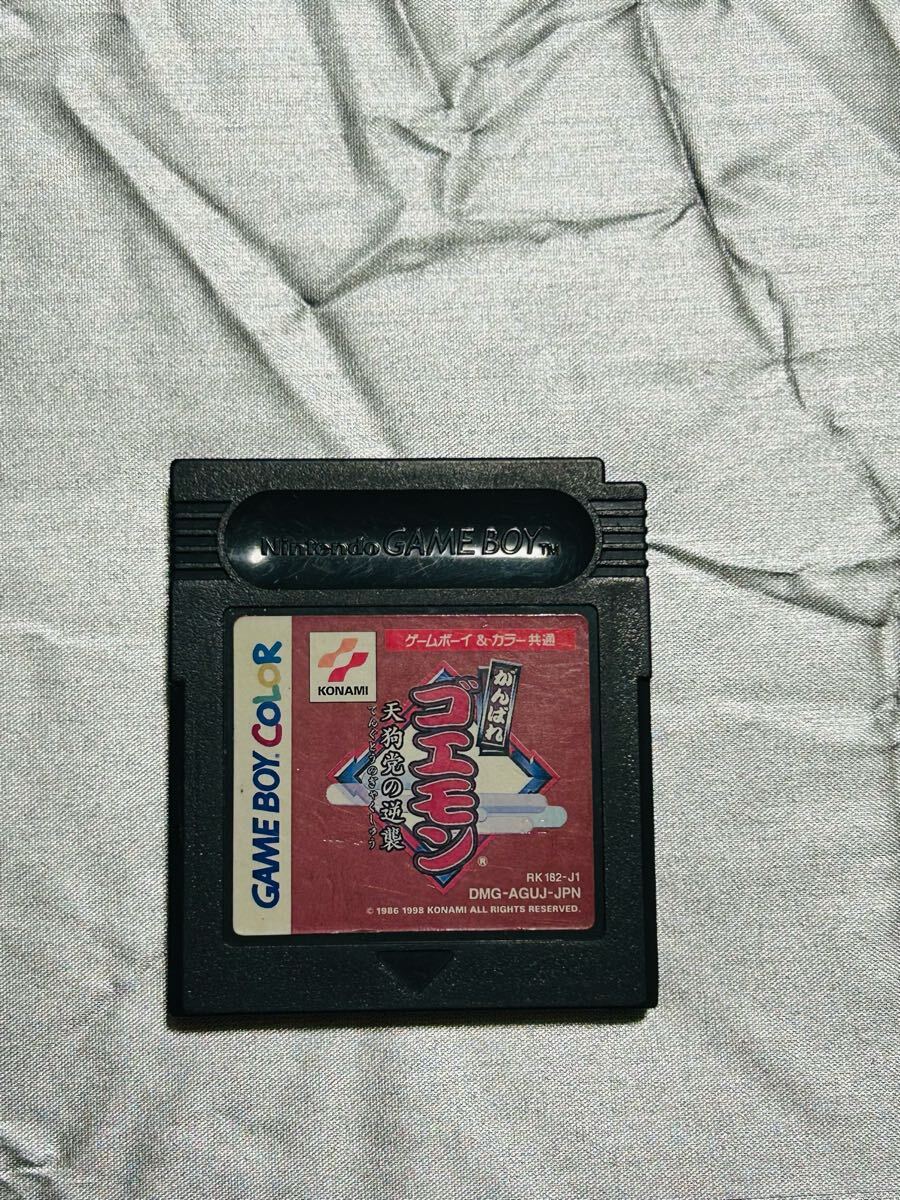 Nintendo GAME BOY™
GAME BOY COLOR
KONAMI
ゲームボーイ&カラー共通
がんばれ
ゴエモン®
天狗党の逆襲
てんぐとうのぎゃくしゅう
RK182-J1
DMG-AGUJ-JPN
© 1986 1998 KONAMI ALL RIGHTS RESERVED.